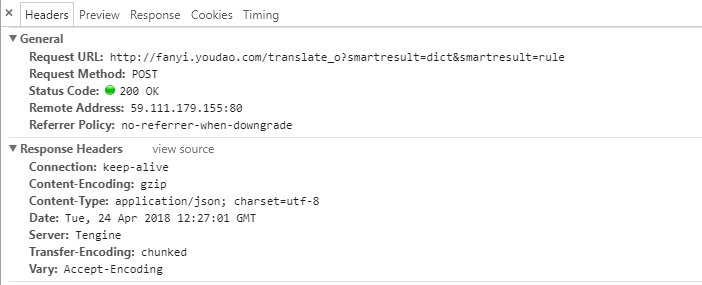 × Headers Preview Response Cookies Timing
▼ General
Request URL: http://fanyi.youdao.com/translate_o?smartresult=dict&smartresult=rule
Request Method: POST
Status Code: 200 OK
Remote Address: 59.111.179.155:80
Referrer Policy: no-referrer-when-downgrade
▼ Response Headers view source
Connection: keep-alive
Content-Encoding: gzip
Content-Type: application/json; charset=utf-8
Date: Tue, 24 Apr 2018 12:27:01 GMT
Server: Tengine
Transfer-Encoding: chunked
Vary: Accept-Encoding